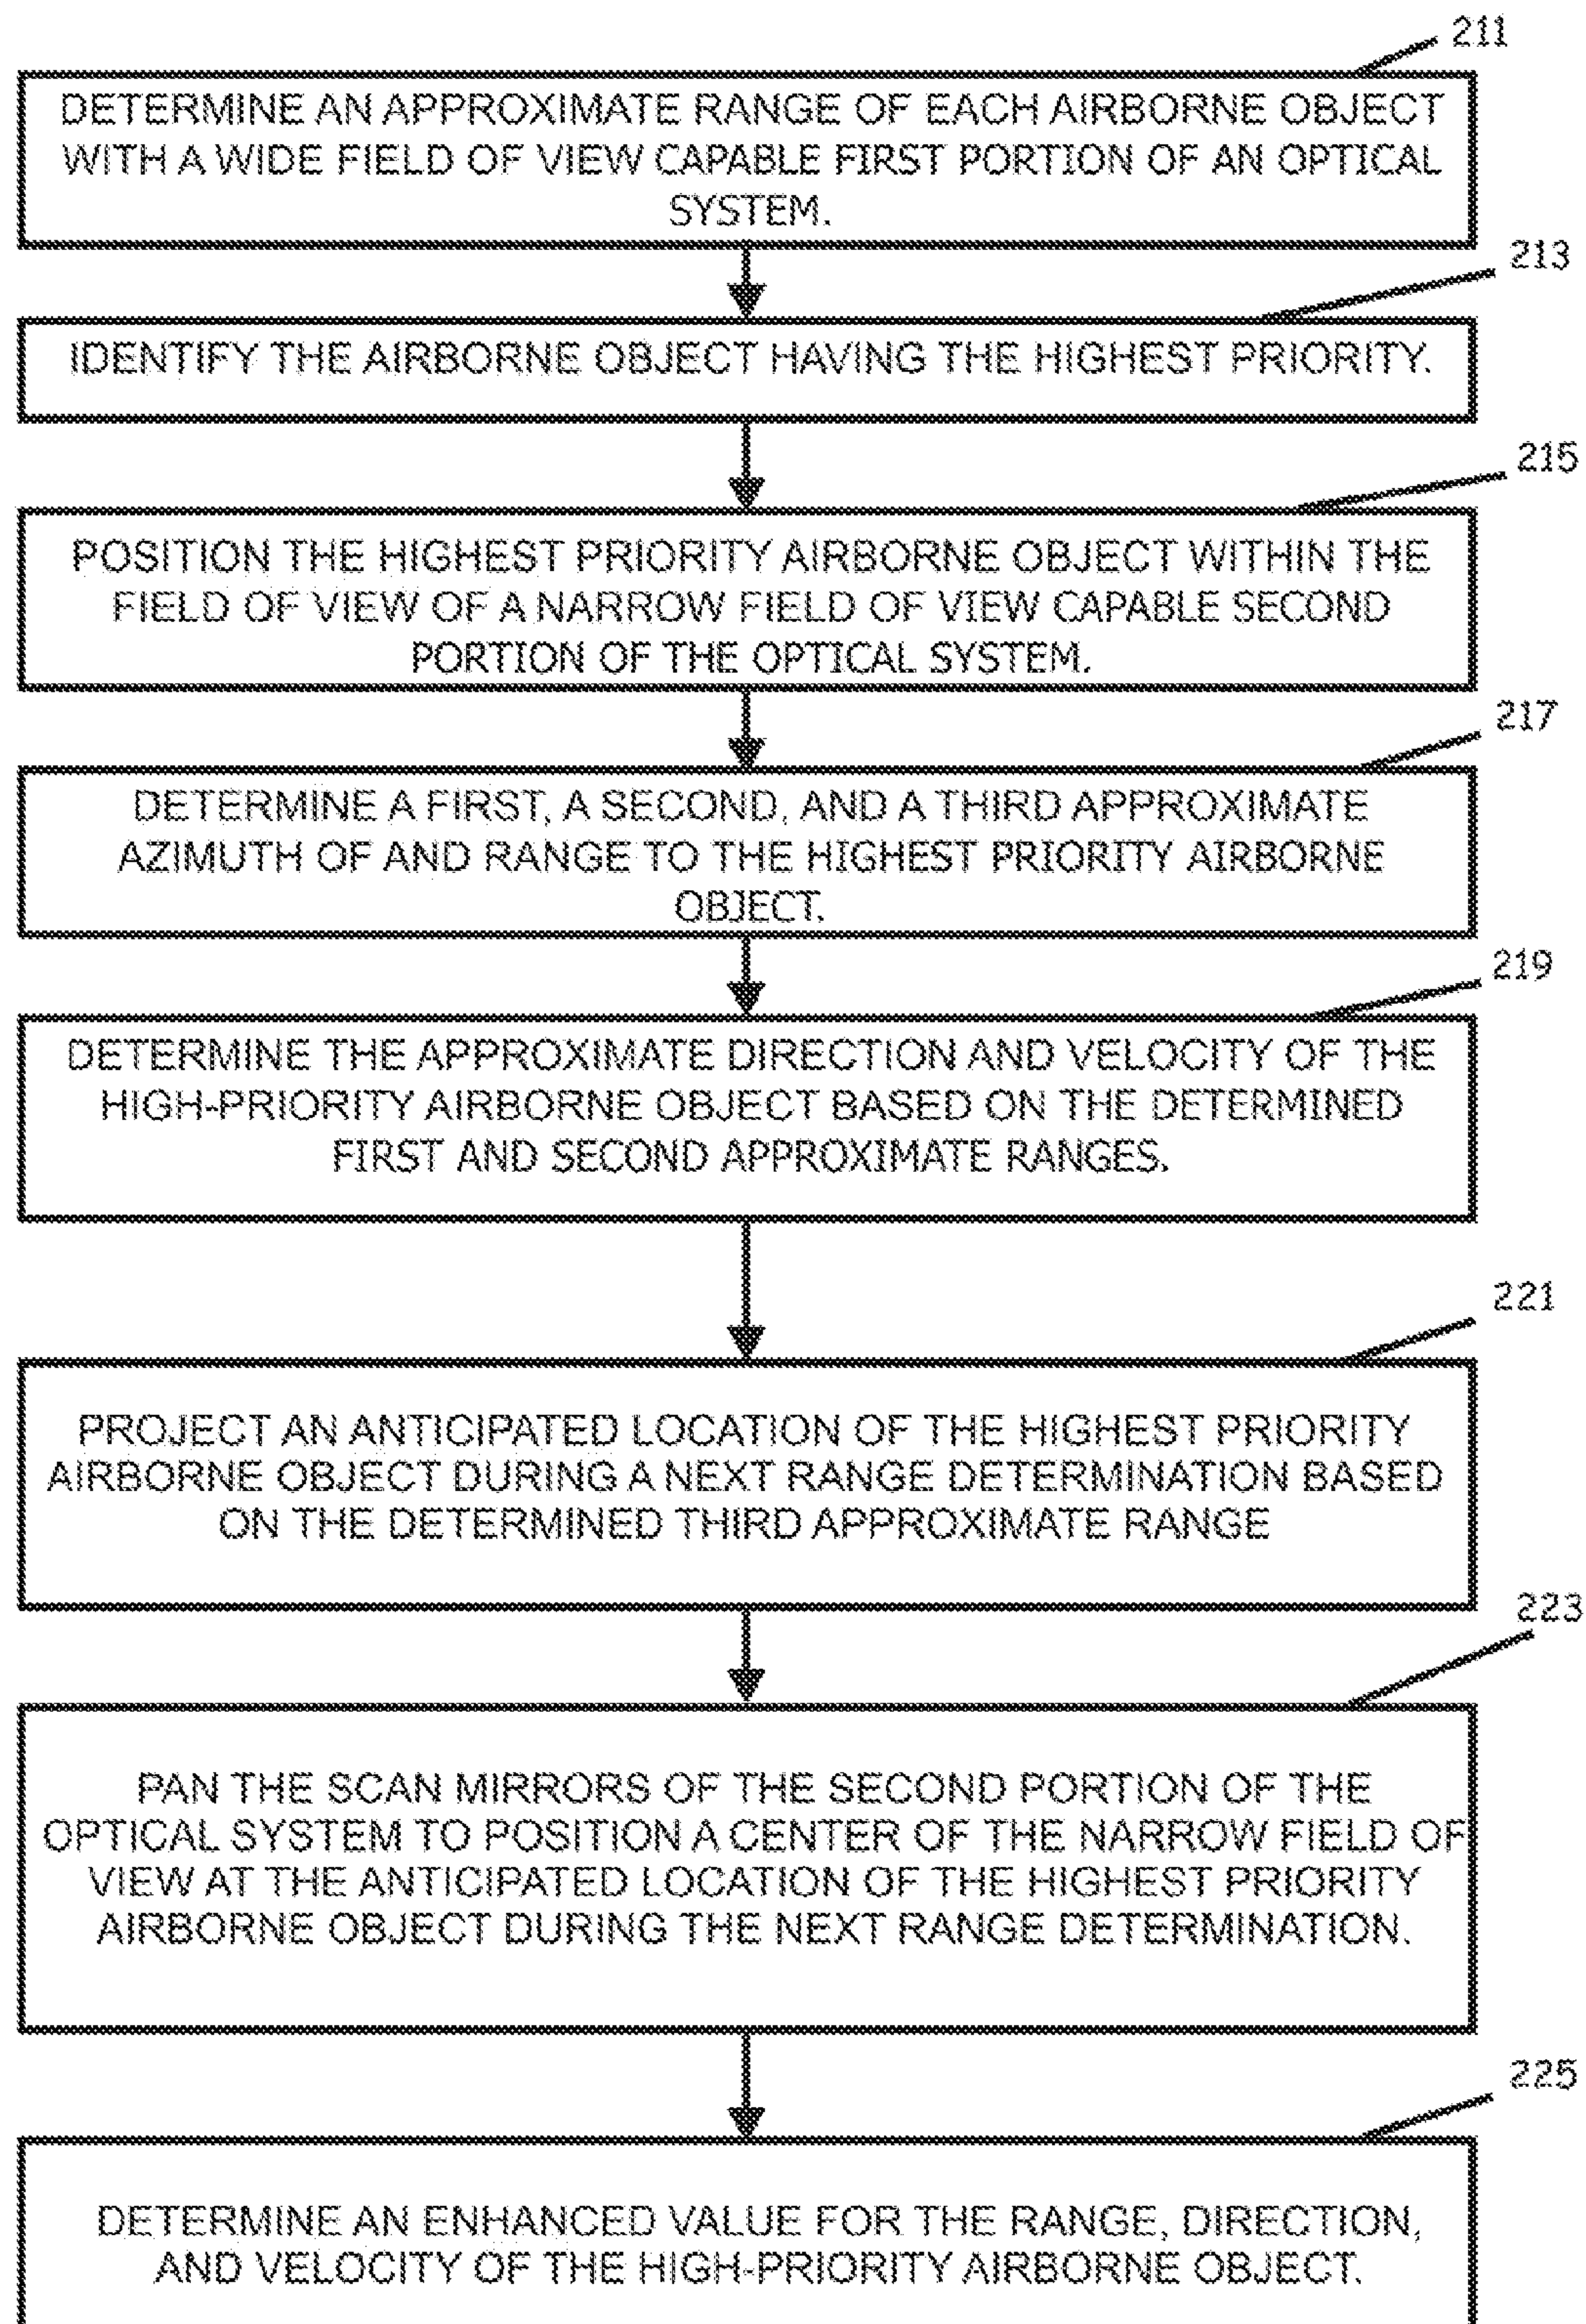 211
DETERMINE AN APPROXIMATE RANGE OF EACH AIRBORNE OBJECT
WITH A WIDE FIELD OF VIEW CAPABLE FIRST PORTION OF AN OPTICAL
SYSTEM.
213
IDENTIFY THE AIRBORNE OBJECT HAVING THE HIGHEST PRIORITY.
215
POSITION THE HIGHEST PRIORITY AIRBORNE OBJECT WITHIN THE
FIELD OF VIEW OF A NARROW FIELD OF VIEW CAPABLE SECOND
PORTION OF THE OPTICAL SYSTEM.
217
DETERMINE A FIRST, A SECOND, AND A THIRD APPROXIMATE
AZIMUTH OF AND RANGE TO THE HIGHEST PRIORITY AIRBORNE
OBJECT.
219
DETERMINE THE APPROXIMATE DIRECTION AND VELOCITY OF THE
HIGH-PRIORITY AIRBORNE OBJECT BASED ON THE DETERMINED
FIRST AND SECOND APPROXIMATE RANGES.
221
PROJECT AN ANTICIPATED LOCATION OF THE HIGHEST PRIORITY
AIRBORNE OBJECT DURING A NEXT RANGE DETERMINATION BASED
ON THE DETERMINED THIRD APPROXIMATE RANGE
223
PAN THE SCAN MIRRORS OF THE SECOND PORTION OF THE
OPTICAL SYSTEM TO POSITION A CENTER OF THE NARROW FIELD OF
VIEW AT THE ANTICIPATED LOCATION OF THE HIGHEST PRIORITY
AIRBORNE OBJECT DURING THE NEXT RANGE DETERMINATION.
225
DETERMINE AN ENHANCED VALUE FOR THE RANGE, DIRECTION,
AND VELOCITY OF THE HIGH-PRIORITY AIRBORNE OBJECT.